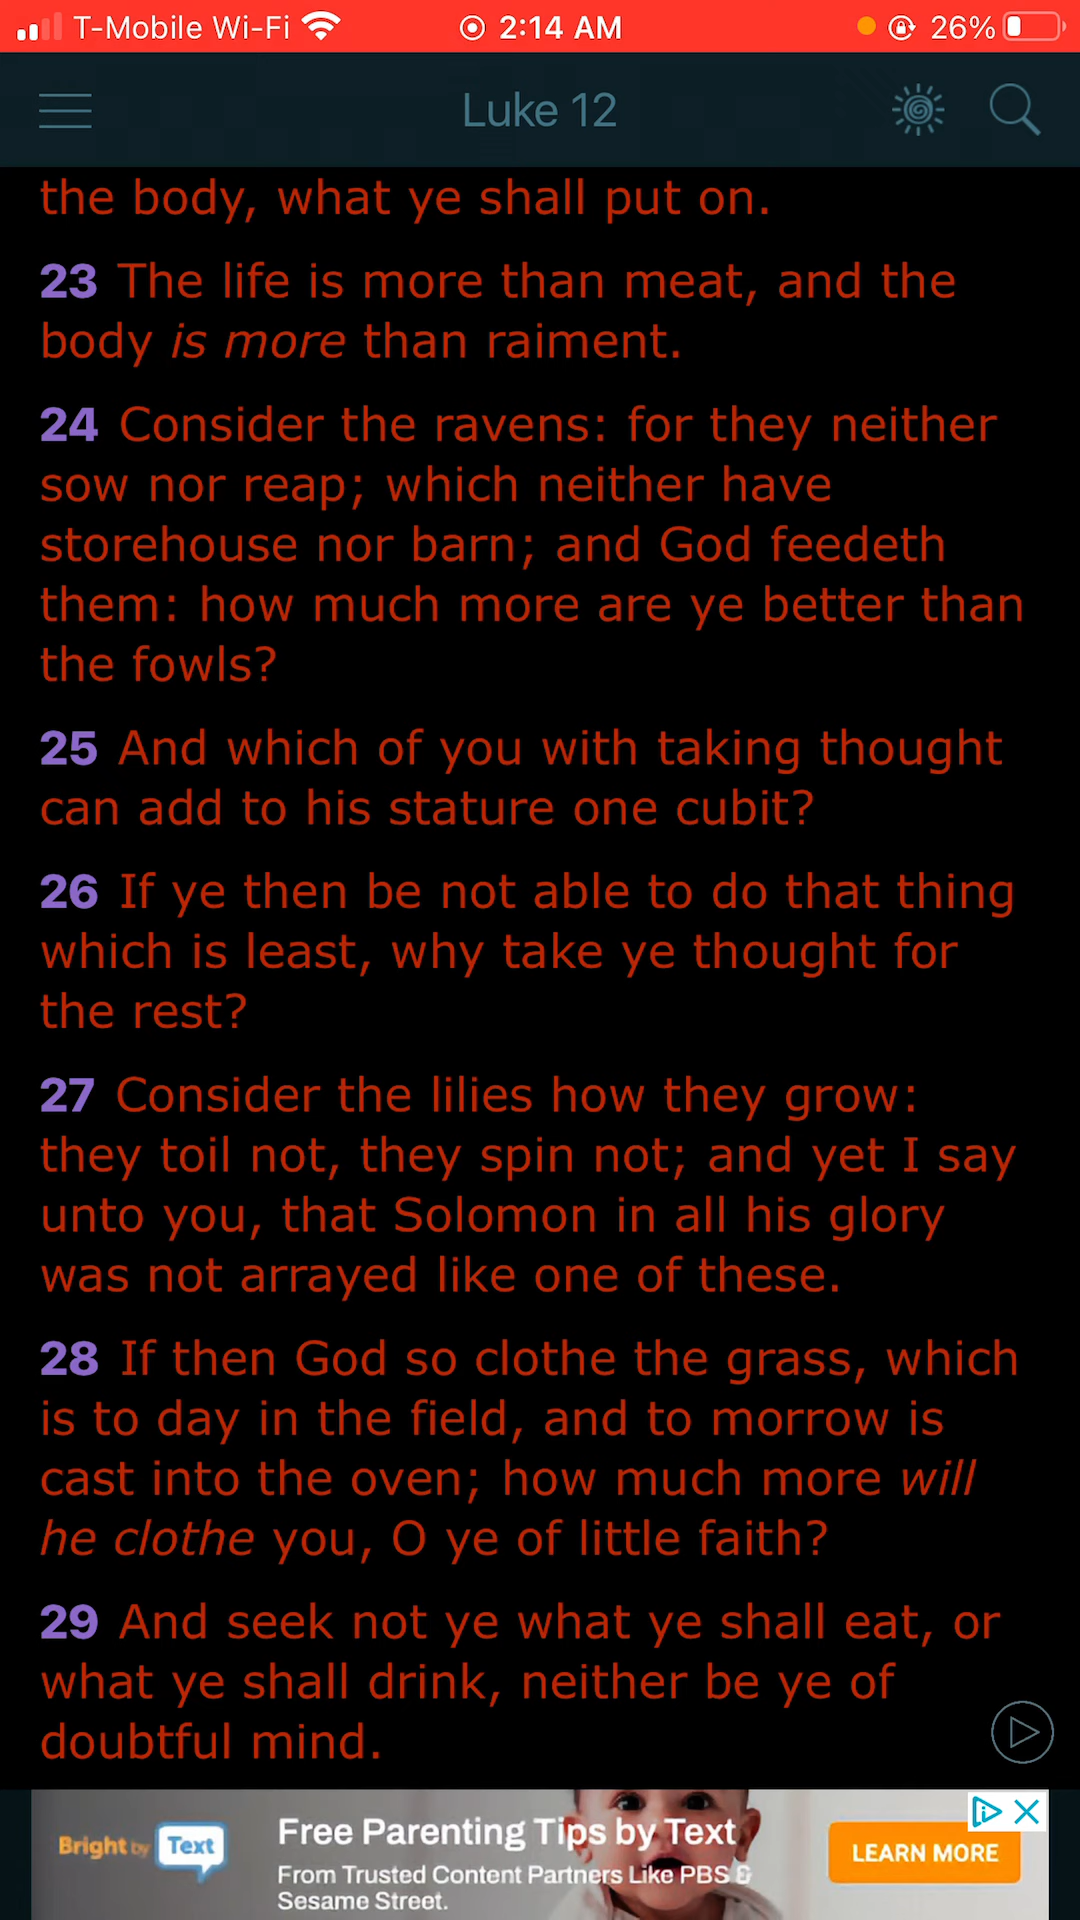 T-Mobile Wi-Fi 2:14 AM 26%
Luke 12
the body, what ye shall put on.
23 The life is more than meat, and the
body is more than raiment.
24 Consider the ravens: for they neither
sow nor reap; which neither have
storehouse nor barn; and God feedeth
them: how much more are ye better than
the fowls?
25 And which of you with taking thought
can add to his stature one cubit?
26 If ye then be not able to do that thing
which is least, why take ye thought for
the rest?
27 Consider the lilies how they grow:
they toil not, they spin not; and yet I say
unto you, that Solomon in all his glory
was not arrayed like one of these.
28 If then God so clothe the grass, which
is to day in the field, and to morrow is
cast into the oven; how much more will
he clothe you, O ye of little faith?
29 And seek not ye what ye shall eat, or
what ye shall drink, neither be ye of
doubtful mind.
Bright by Text
Free Parenting Tips by Text
From Trusted Content Partners Like PBS &
Sesame Street.
LEARN MORE